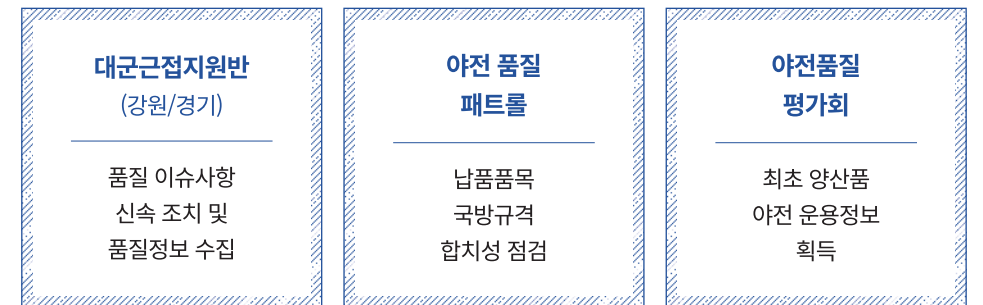 대군근접지원반
(강원/경기)
품질 이슈사항
신속 조치 및
품질정보 수집
야전 품질
패트롤
납품품목
국방규격
합치성 점검
야전품질
평가회
최초 양산품
야전 운용정보
획득